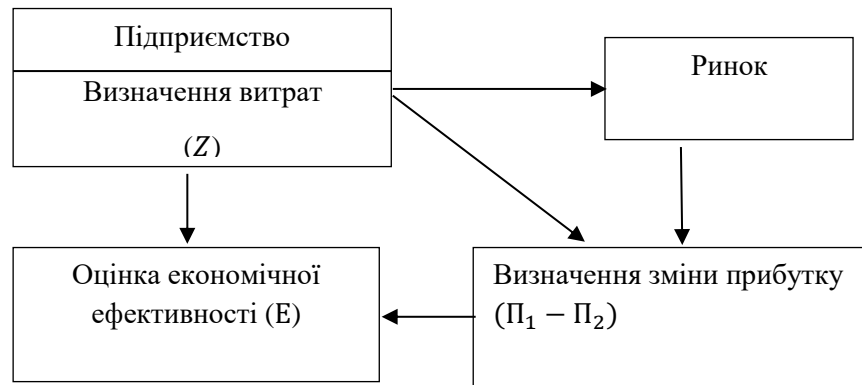 Підприємство
Визначення витрат
(Z)
Ринок
Оцінка економічної
ефективності (Е)
Визначення зміни прибутку
(П₁ − П₂)